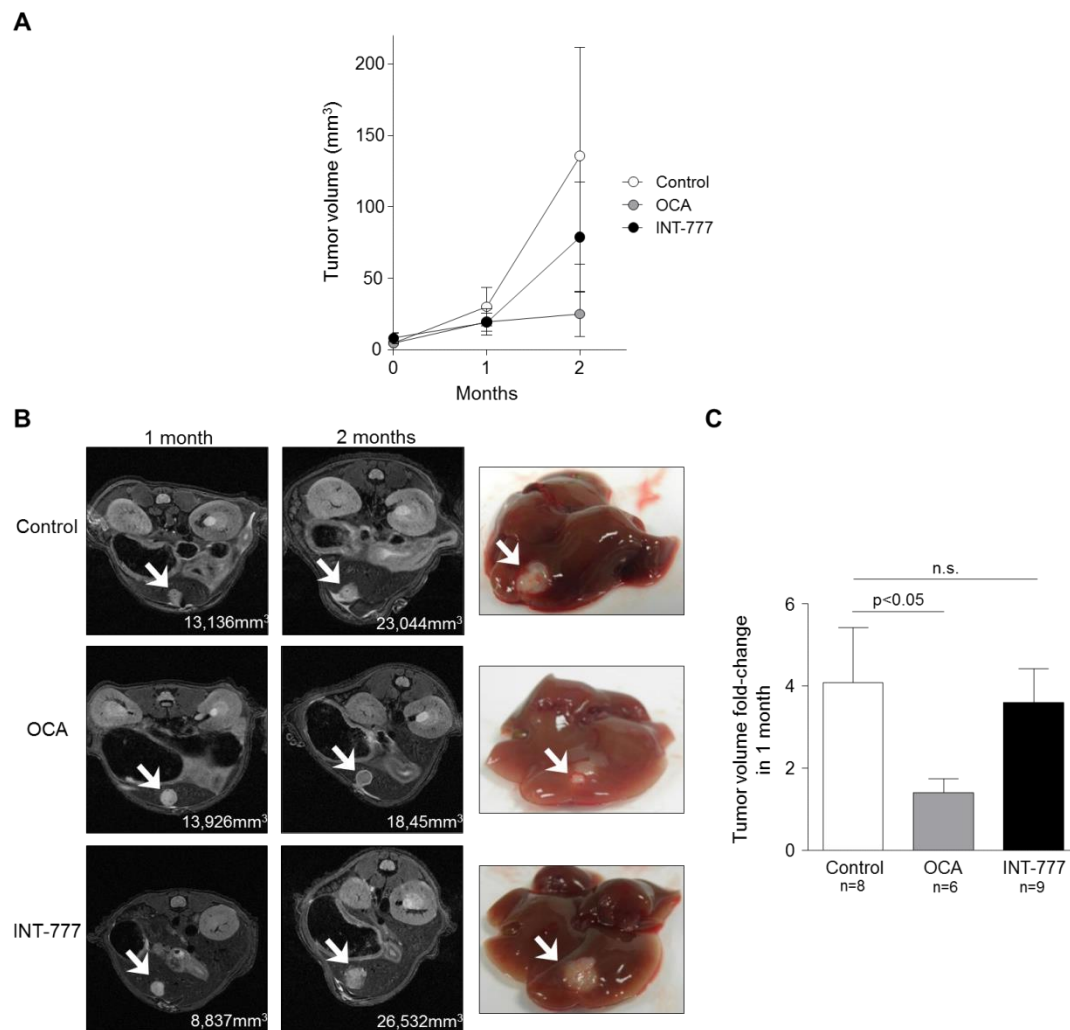 A
Tumor volume (mm³)
200
150
100
50
0
0 1 2
Months
Control
OCA
INT-777
B
1 month 2 months
Control
13,136mm³ 23,044mm³
OCA
13,926mm³ 18,45mm³
INT-777
8,837mm³ 26,532mm³
C
n.s.
p<0.05
Tumor volume fold-change
in 1 month
6
4
2
0
Control OCA INT-777
n=8 n=6 n=9